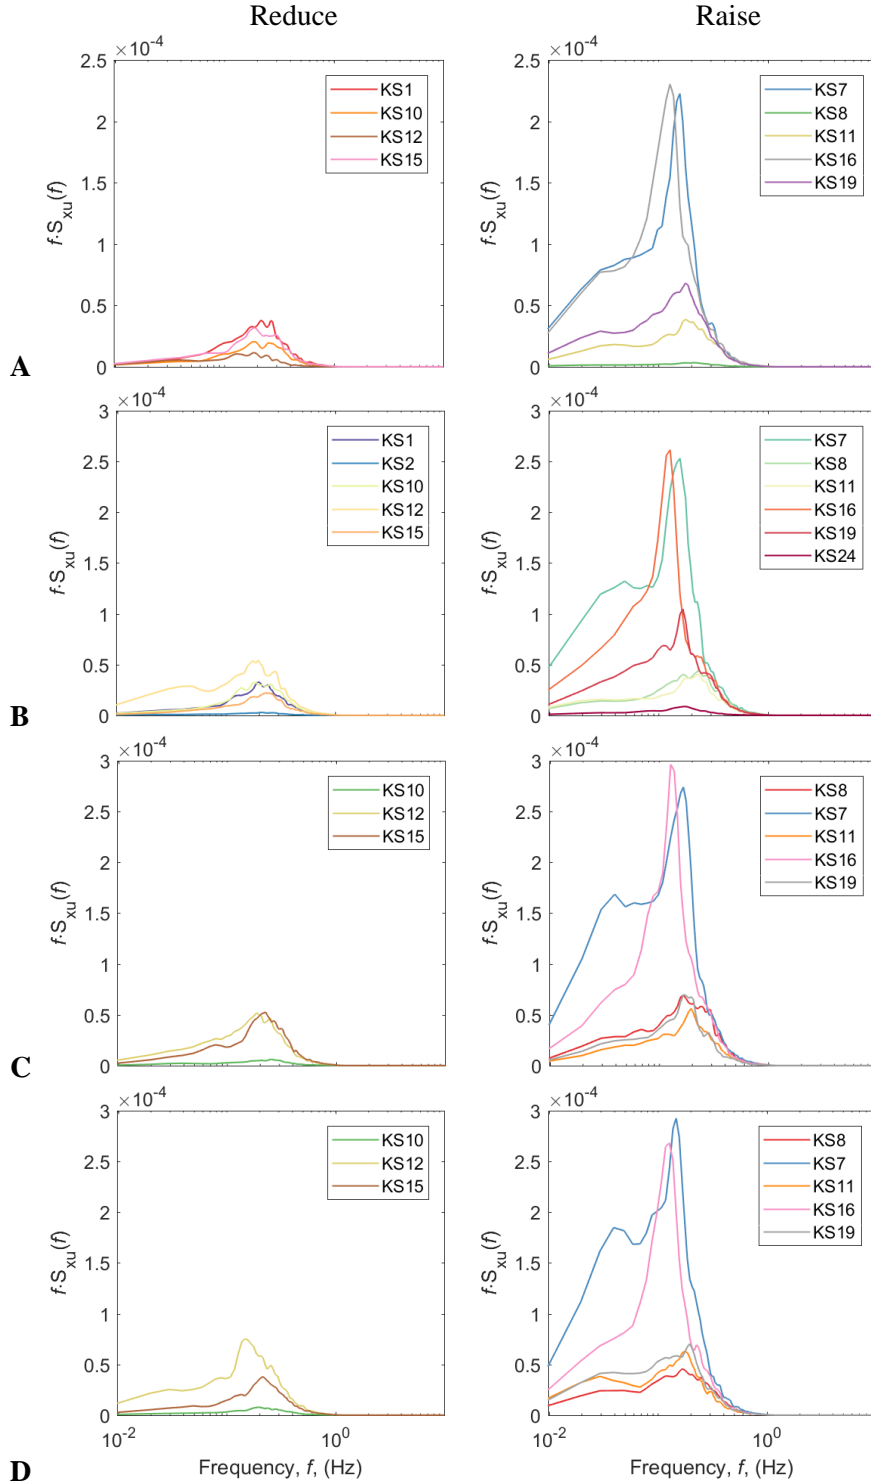 Reduce
Raise
×10⁻⁴
2.5
2
1.5
1
0.5
0
f·Sxu(f)
KS1
KS10
KS12
KS15
A
×10⁻⁴
2.5
2
1.5
1
0.5
0
f·Sxu(f)
KS7
KS8
KS11
KS16
KS19
×10⁻⁴
3
2.5
2
1.5
1
0.5
0
f·Sxu(f)
KS1
KS2
KS10
KS12
KS15
B
×10⁻⁴
3
2.5
2
1.5
1
0.5
0
f·Sxu(f)
KS7
KS8
KS11
KS16
KS19
KS24
×10⁻⁴
3
2.5
2
1.5
1
0.5
0
f·Sxu(f)
KS10
KS12
KS15
C
×10⁻⁴
3
2.5
2
1.5
1
0.5
0
f·Sxu(f)
KS8
KS7
KS11
KS16
KS19
×10⁻⁴
3
2.5
2
1.5
1
0.5
0
f·Sxu(f)
KS10
KS12
KS15
10⁻² 10⁰
Frequency, f, (Hz)
D
×10⁻⁴
3
2.5
2
1.5
1
0.5
0
f·Sxu(f)
KS8
KS7
KS11
KS16
KS19
10⁻² 10⁰
Frequency, f, (Hz)